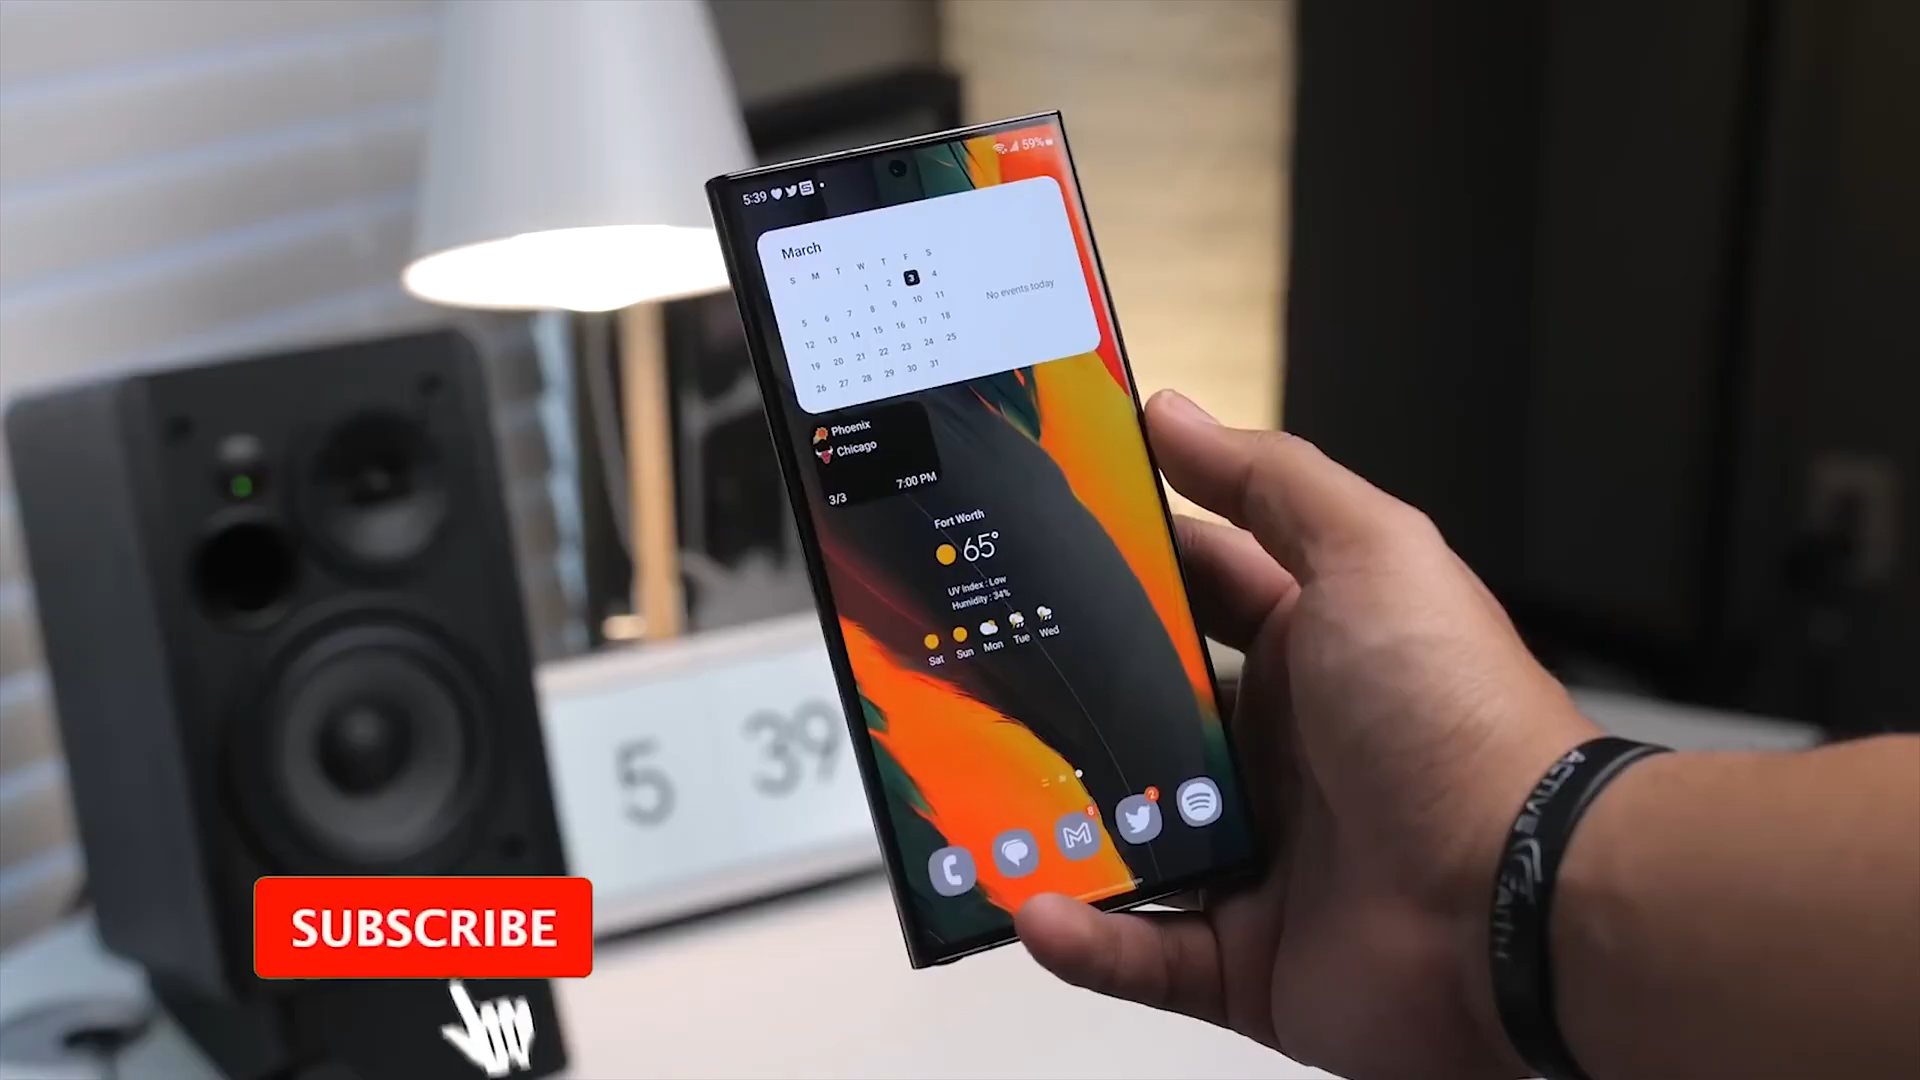 5:39
59%
March
S M T W T F S
1 2 3 4
5 6 7 8 9 10 11
12 13 14 15 16 17 18
19 20 21 22 23 24 25
26 27 28 29 30 31
No events today
Phoenix
Chicago
3/3 7:00 PM
Fort Worth
65°
UV index : Low
Humidity : 34%
Sat Sun Mon Tue Wed
8
2
5 39
SUBSCRIBE
ACTIVE